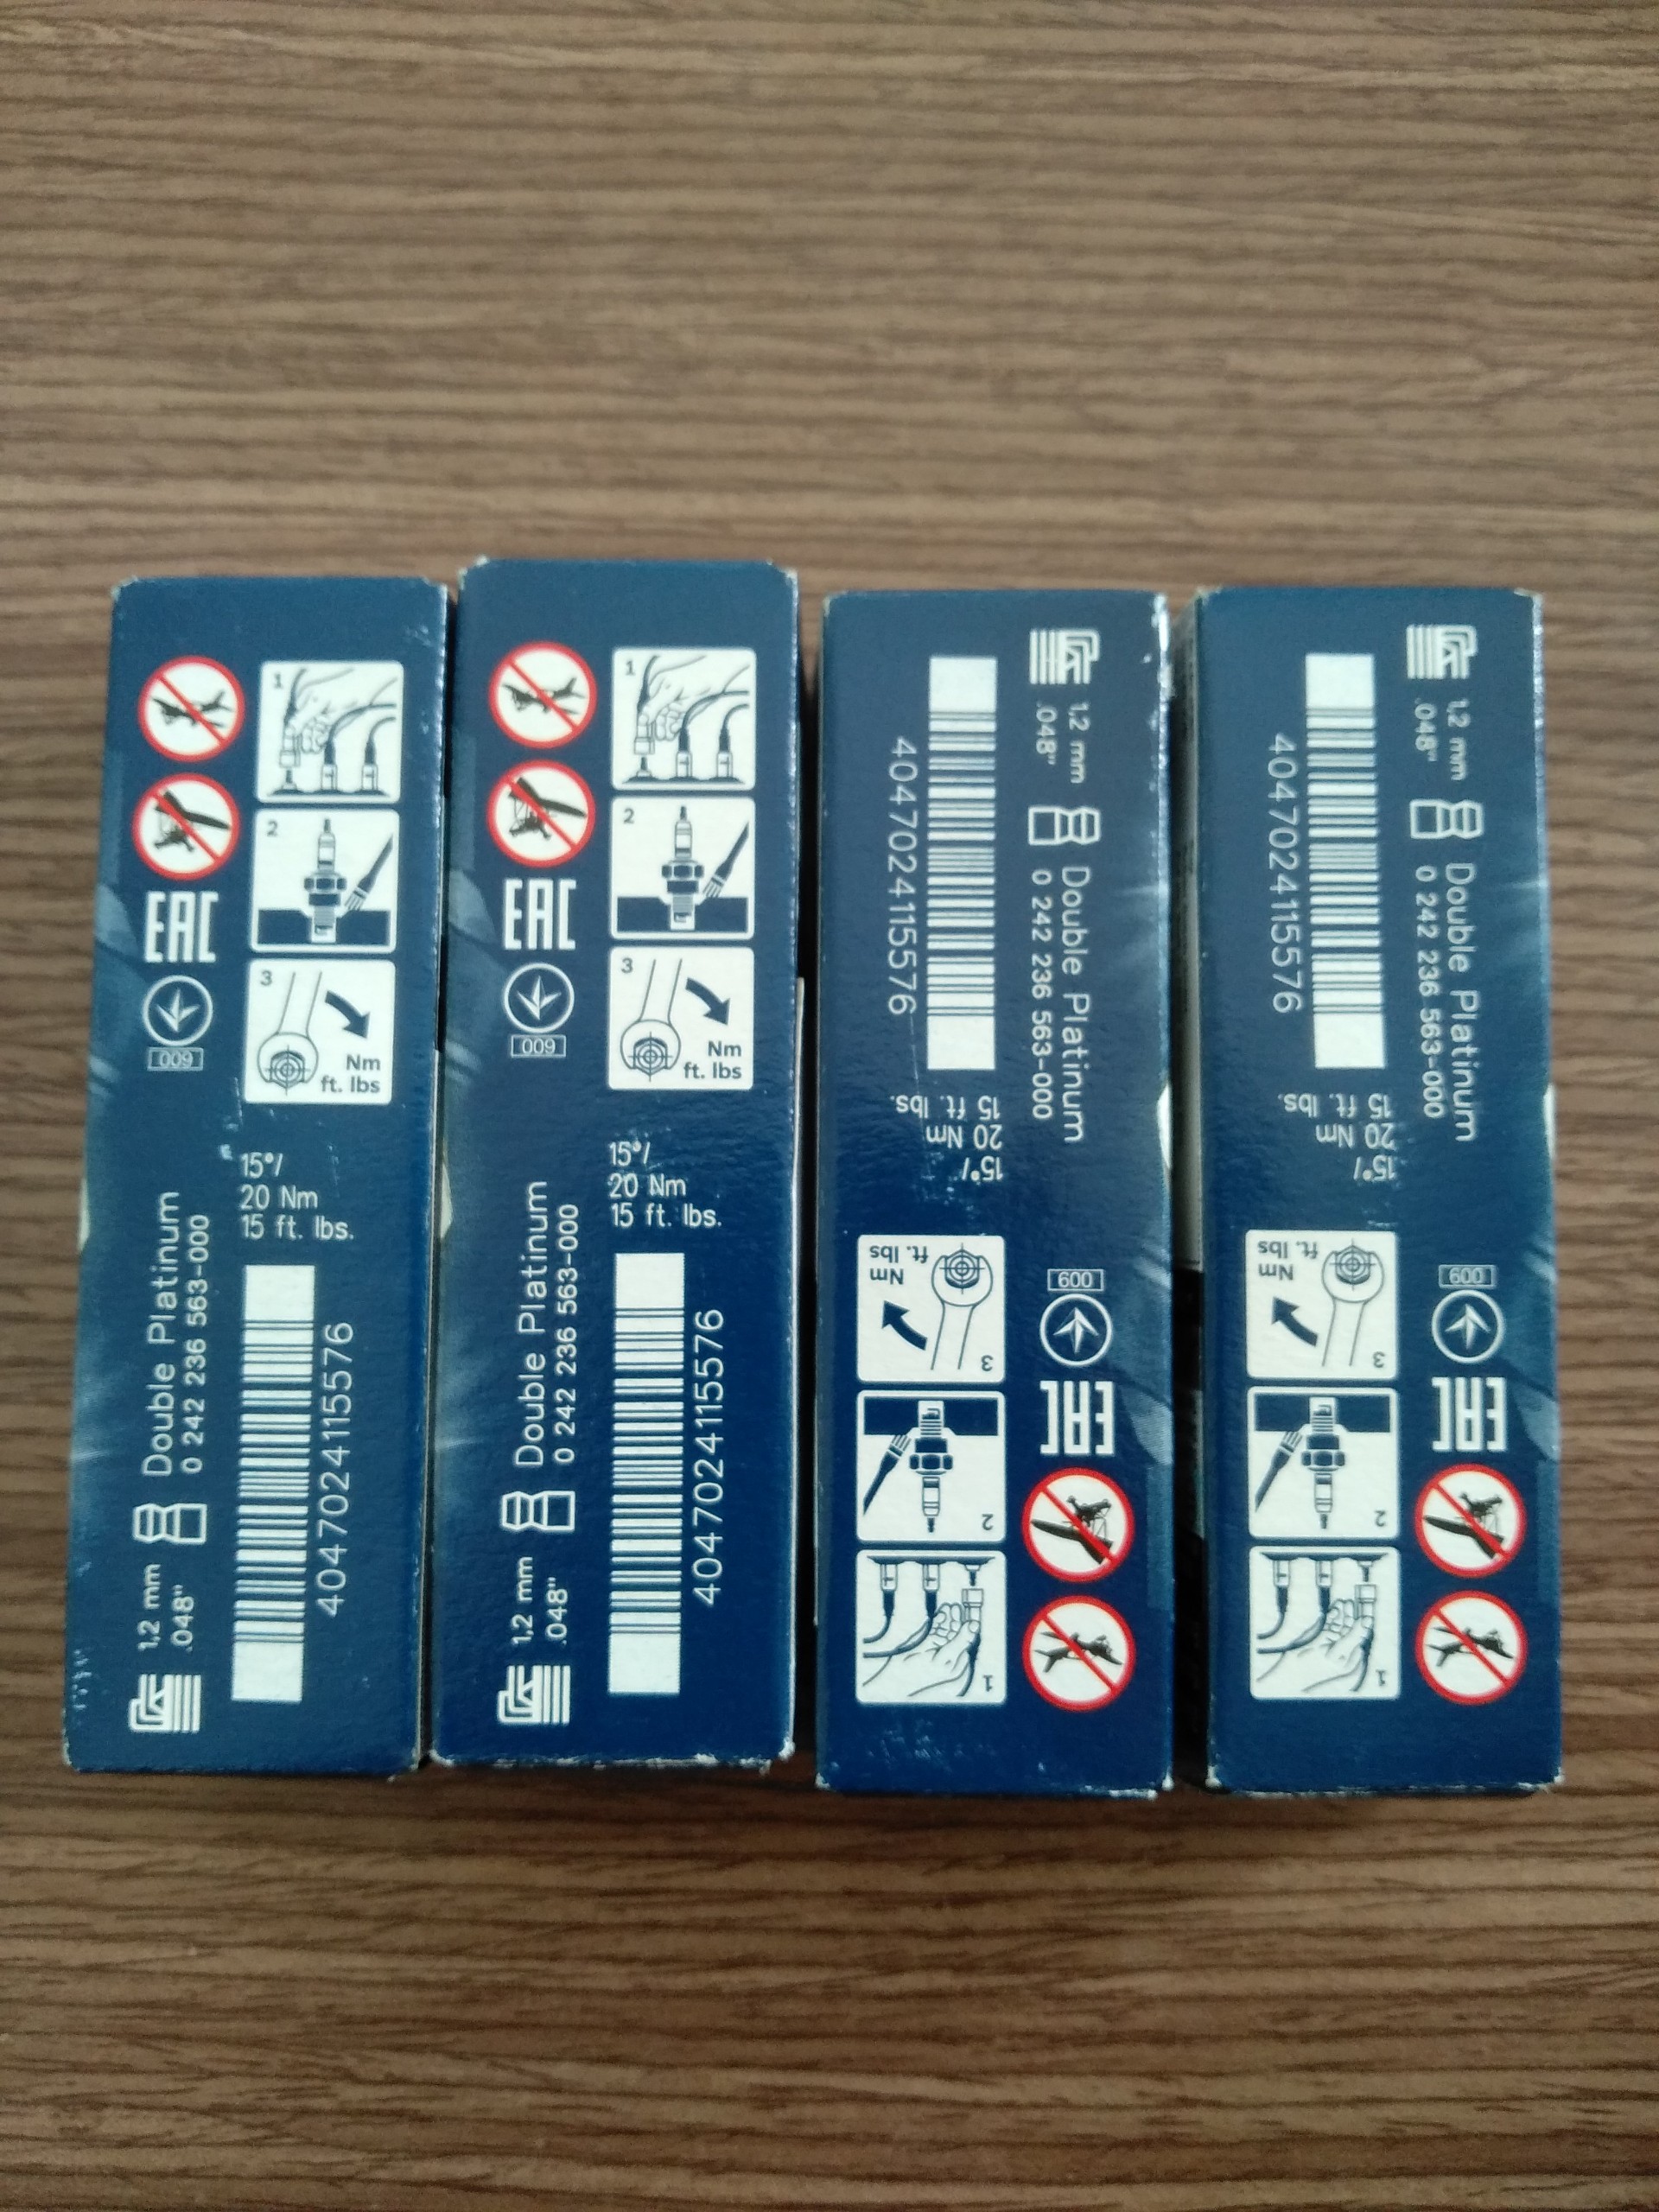 1
2
3
Nm
ft. lbs
EAC
009
15°/
20 Nm
15 ft. lbs.
Double Platinum
0 242 236 563-000
1.2 mm
.048"
4047024115576
1
2
3
Nm
ft. lbs
EAC
009
15°/
20 Nm
15 ft. lbs.
Double Platinum
0 242 236 563-000
1.2 mm
.048"
4047024115576
1.2 mm
.048"
Double Platinum
0 242 236 563-000
4047024115576
15°/
20 Nm
15 ft. lbs.
1
2
3
Nm
ft. lbs
EAC
009
1.2 mm
.048"
Double Platinum
0 242 236 563-000
4047024115576
15°/
20 Nm
15 ft. lbs.
1
2
3
Nm
ft. lbs
EAC
009